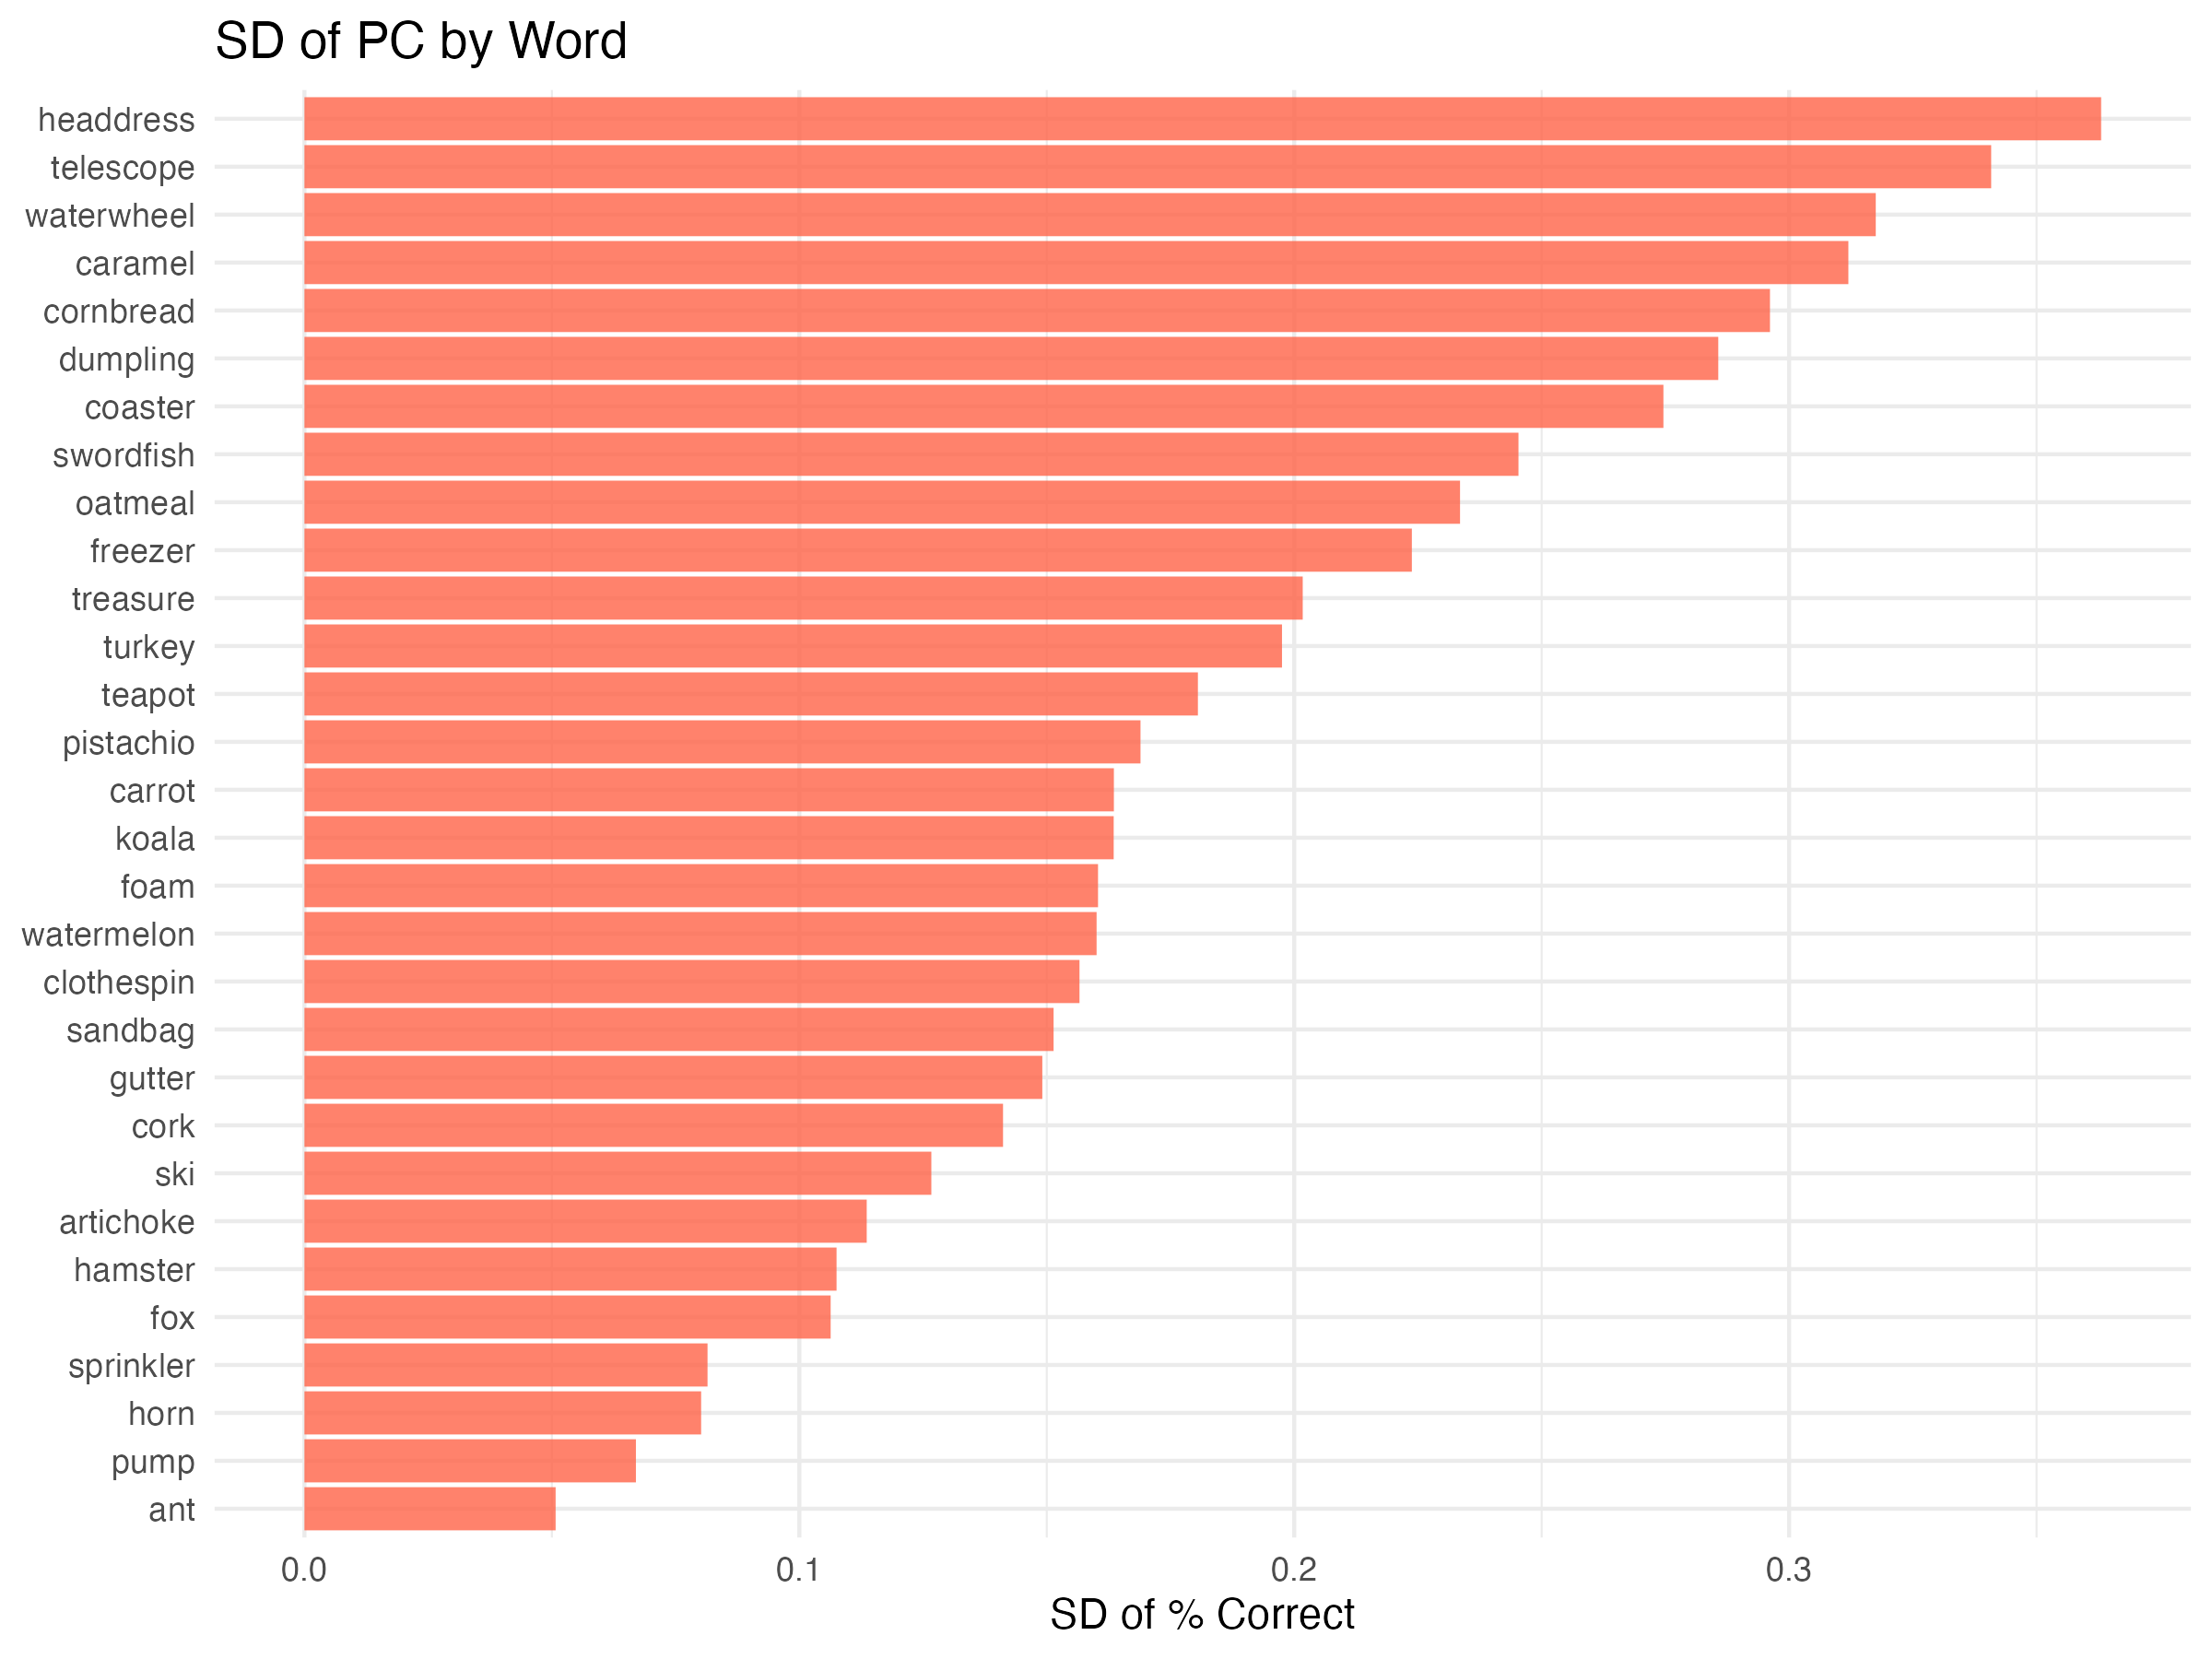 SD of PC by Word
headdress
telescope
waterwheel
caramel
cornbread
dumpling
coaster
swordfish
oatmeal
freezer
treasure
turkey
teapot
pistachio
carrot
koala
foam
watermelon
clothespin
sandbag
gutter
cork
ski
artichoke
hamster
fox
sprinkler
horn
pump
ant
0.0 0.1 0.2 0.3
SD of % Correct